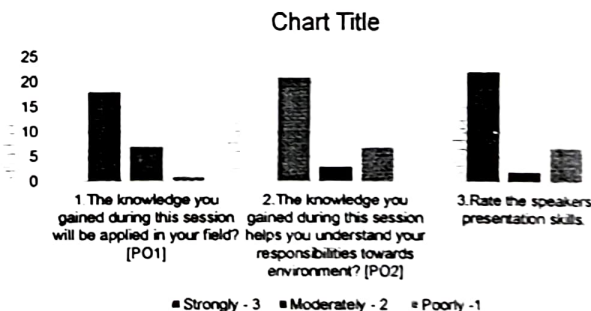 Chart Title
25
20
15
10
5
0
1.The knowledge you
gained during this session
will be applied in your field?
[PO1]
2.The knowledge you
gained during this session
helps you understand your
responsibilities towards
environment? [PO2]
3.Rate the speakers
presentation skills.
Strongly - 3 Moderately - 2 Poorly -1